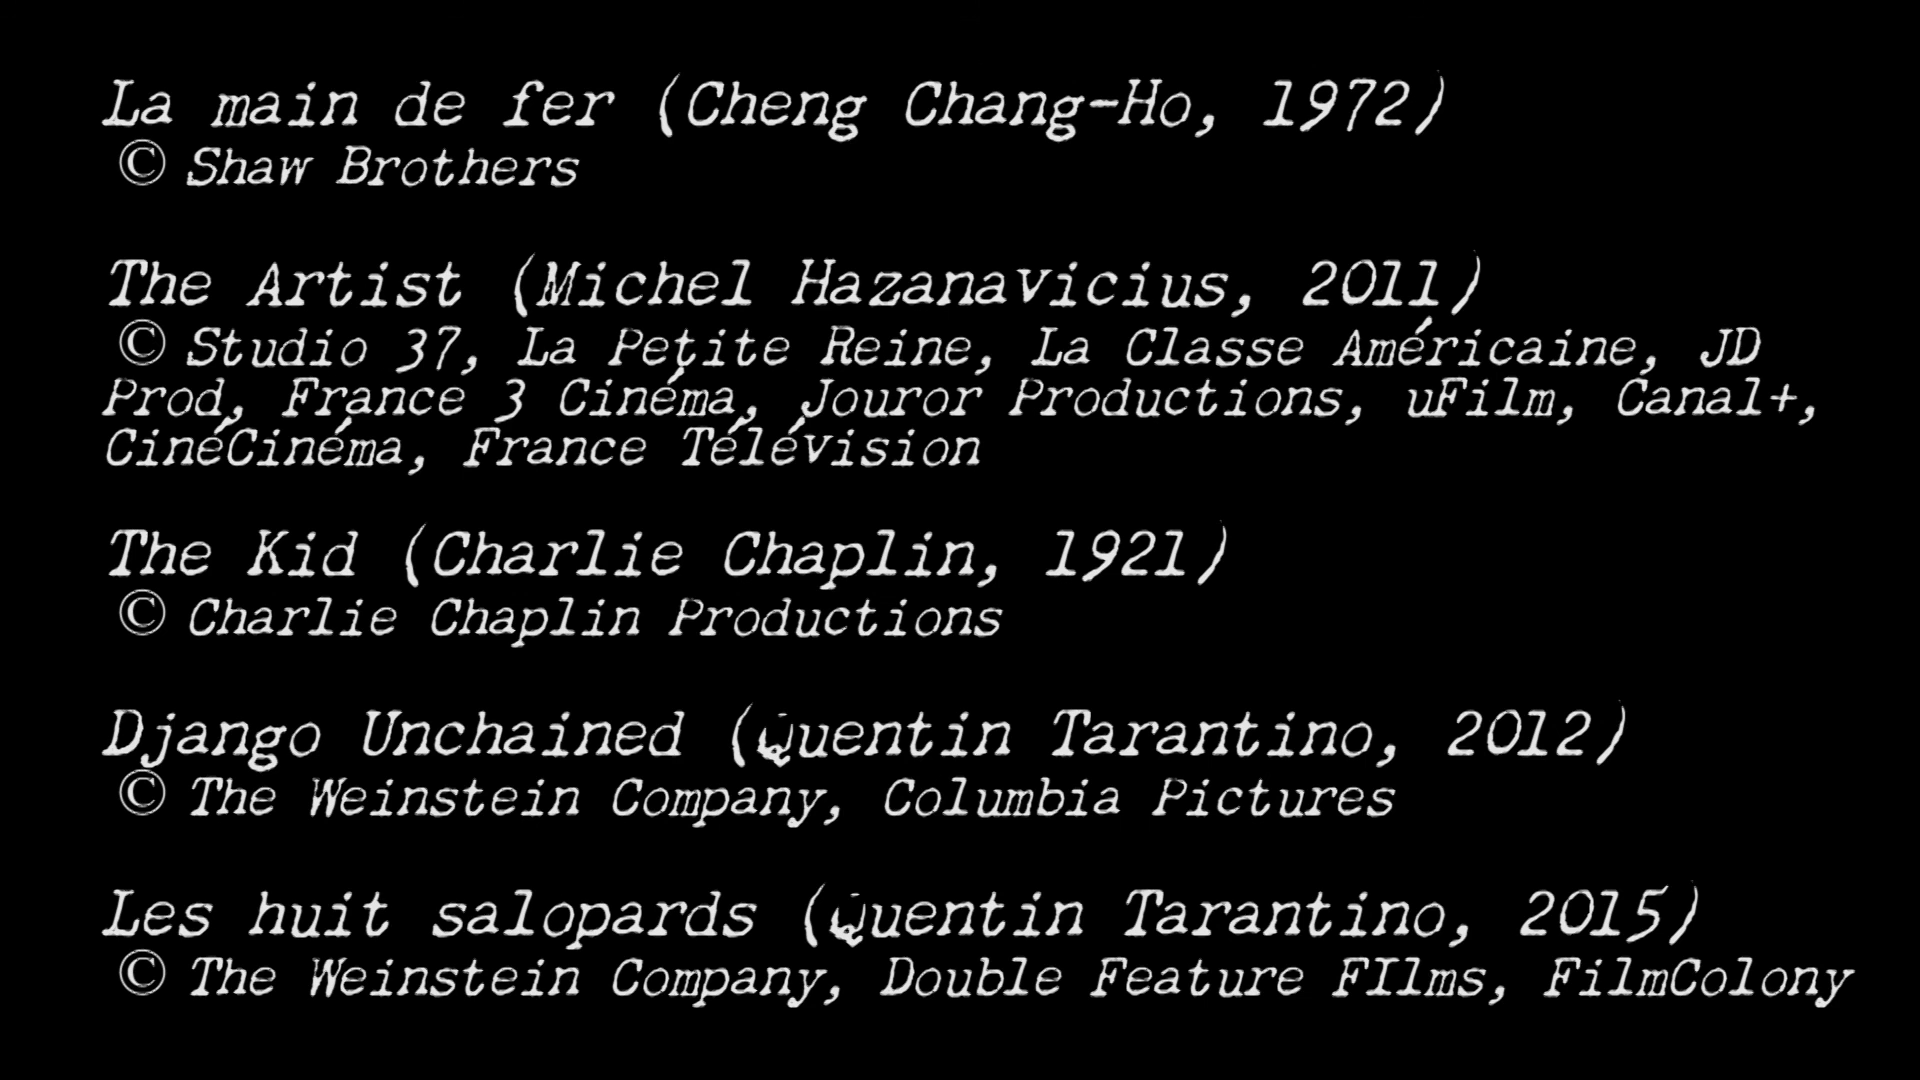 La main de fer (Cheng Chang-Ho, 1972)
© Shaw Brothers
The Artist (Michel Hazanavicius, 2011)
© Studio 37, La Petite Reine, La Classe Américaine, JD
Prod, France 3 Cinéma, Jouror Productions, uFilm, Canal+,
CinéCinéma, France Télévision
The Kid (Charlie Chaplin, 1921)
© Charlie Chaplin Productions
Django Unchained (Quentin Tarantino, 2012)
© The Weinstein Company, Columbia Pictures
Les huit salopards (Quentin Tarantino, 2015)
© The Weinstein Company, Double Feature FIlms, FilmColony